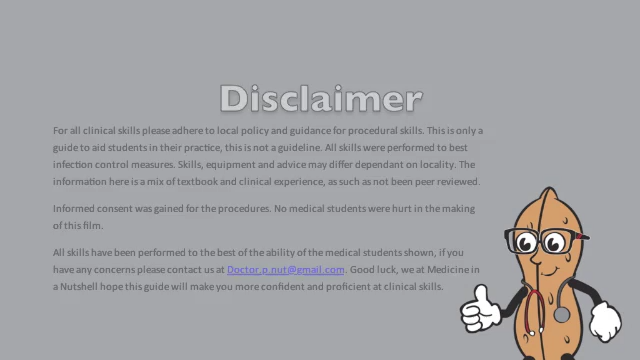 Disclaimer
For all clinical skills please adhere to local policy and guidance for procedural skills. This is only a
guide to aid students in their practice, this is not a guideline. All skills were performed to best
infection control measures. Skills, equipment and advice may differ dependant on locality. The
information here is a mix of textbook and clinical experience, as such as not been peer reviewed.
Informed consent was gained for the procedures. No medical students were hurt in the making
of this film.
All skills have been performed to the best of the ability of the medical students shown, if you
have any concerns please contact us at Doctor.p.nut@gmail.com. Good luck, we at Medicine in
a Nutshell hope this guide will make you more confident and proficient at clinical skills.